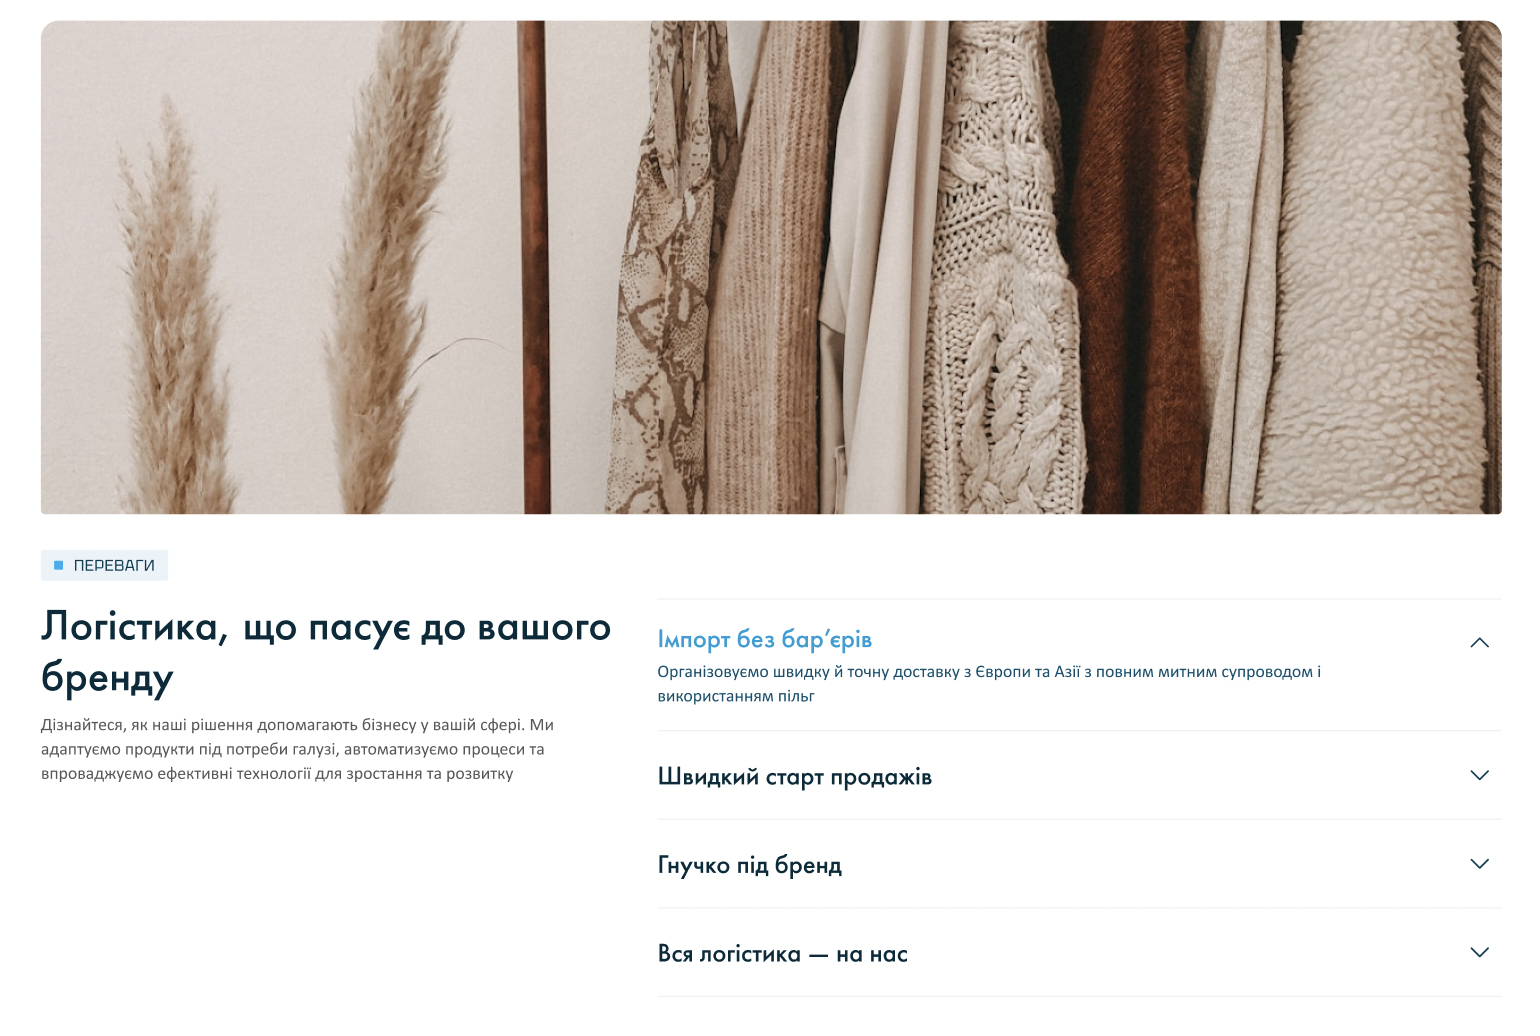 ПЕРЕВАГИ
Логістика, що пасує до вашого
бренду
Дізнайтеся, як наші рішення допомагають бізнесу у вашій сфері. Ми
адаптуємо продукти під потреби галузі, автоматизуємо процеси та
впроваджуємо ефективні технології для зростання та розвитку
Імпорт без бар’єрів
Організовуємо швидку й точну доставку з Європи та Азії з повним митним супроводом і
використанням пільг
Швидкий старт продажів
Гнучко під бренд
Вся логістика — на нас